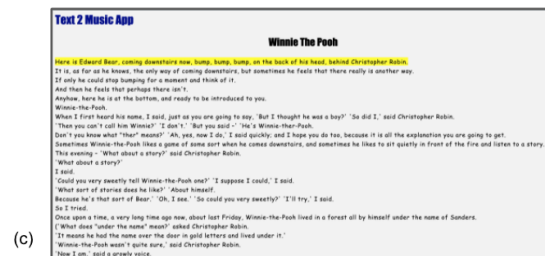 Text 2 Music App
Winnie The Pooh
Here is Edward Bear, coming downstairs now, bump, bump, bump, on the back of his head, behind Christopher Robin.
It is, as far as he knows, the only way of coming downstairs, but sometimes he feels that there really is another way.
If only he could stop bumping for a moment and think of it.
And then he feels that perhaps there isn't.
Anyhow, here he is at the bottom, and ready to be introduced to you.
Winnie-the-Pooh.
When I first heard his name, I said, just as you are going to say, 'But I thought he was a boy?' 'So did I,' said Christopher Robin.
'Then you can't call him Winnie?' 'I don't.' 'But you said -' 'He's Winnie-ther-Pooh.
Don't you know what "ther" means?' 'Ah, yes, now I do,' I said quickly; and I hope you do too, because it is all the explanation you are going to get.
Sometimes Winnie-the-Pooh likes a game of some sort when he comes downstairs, and sometimes he likes to sit quietly in front of the fire and listen to a story.
This evening - 'What about a story?' said Christopher Robin.
'What about a story?'
I said.
'Could you very sweetly tell Winnie-the-Pooh one?' 'I suppose I could,' I said.
'What sort of stories does he like?' 'About himself.
Because he's that sort of Bear.' 'Oh, I see.' 'So could you very sweetly?' 'I'll try,' I said.
So I tried.
Once upon a time, a very long time ago now, about last Friday, Winnie-the-Pooh lived in a forest all by himself under the name of Sanders.
('What does "under the name" mean?' asked Christopher Robin.
'It means he had the name over the door in gold letters and lived under it.'
'Winnie-the-Pooh wasn't quite sure,' said Christopher Robin.
'Now I am,' said a growly voice.
(c)